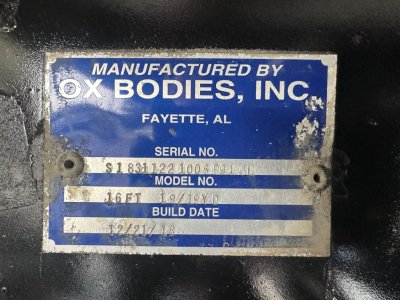 MANUFACTURED BY
OX BODIES, INC.
FAYETTE, AL
SERIAL NO.
MODEL NO.
16FT
BUILD DATE
12/21/18